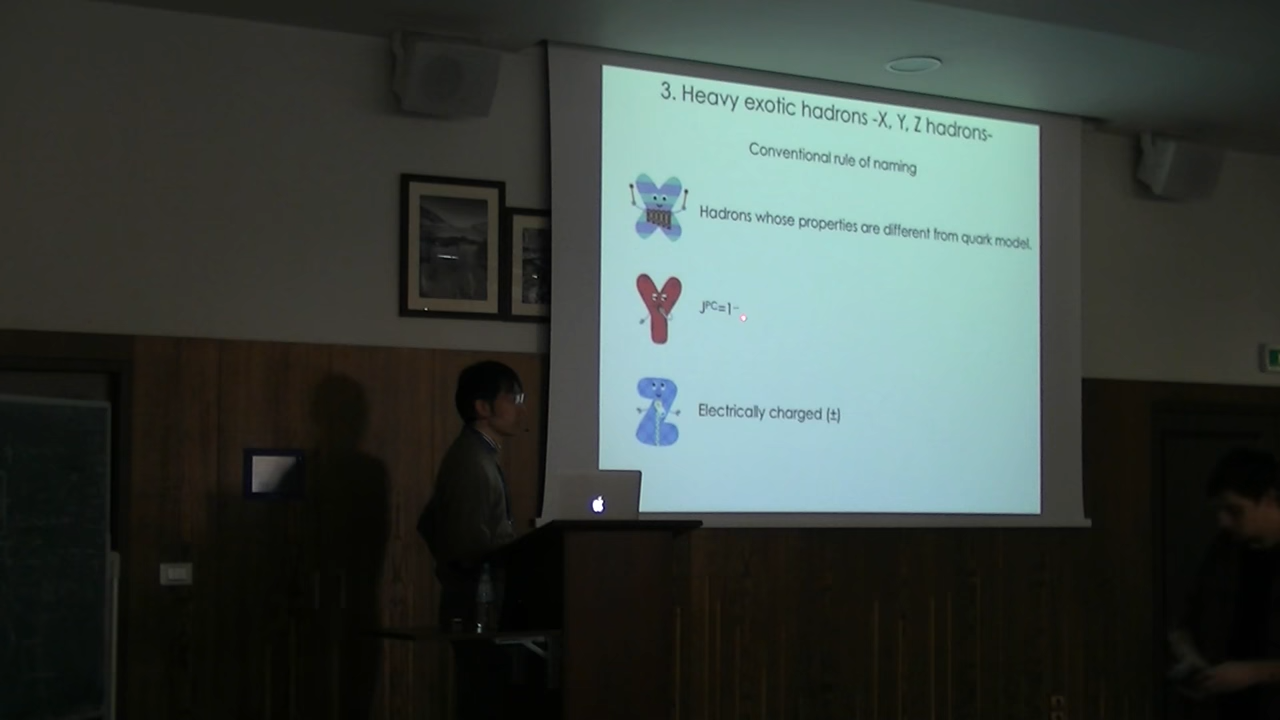 3. Heavy exotic hadrons -X, Y, Z hadrons-
Conventional rule of naming
X Hadrons whose properties are different from quark model.
Y Jᴾᶜ=1⁻⁻
Z Electrically charged (±)